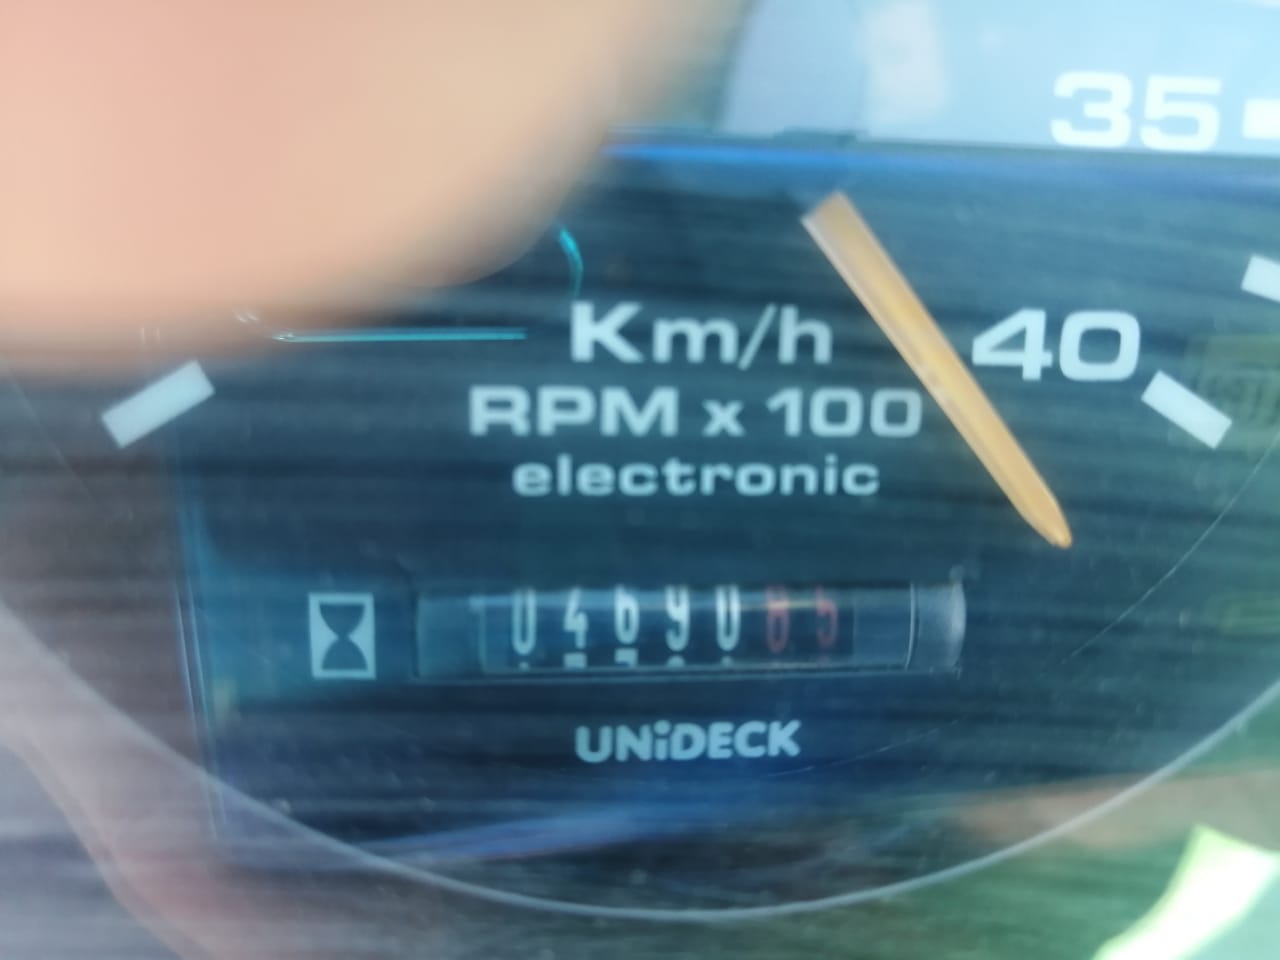 35
40
Km/h
RPM x 100
electronic
0469085
UNiDECK